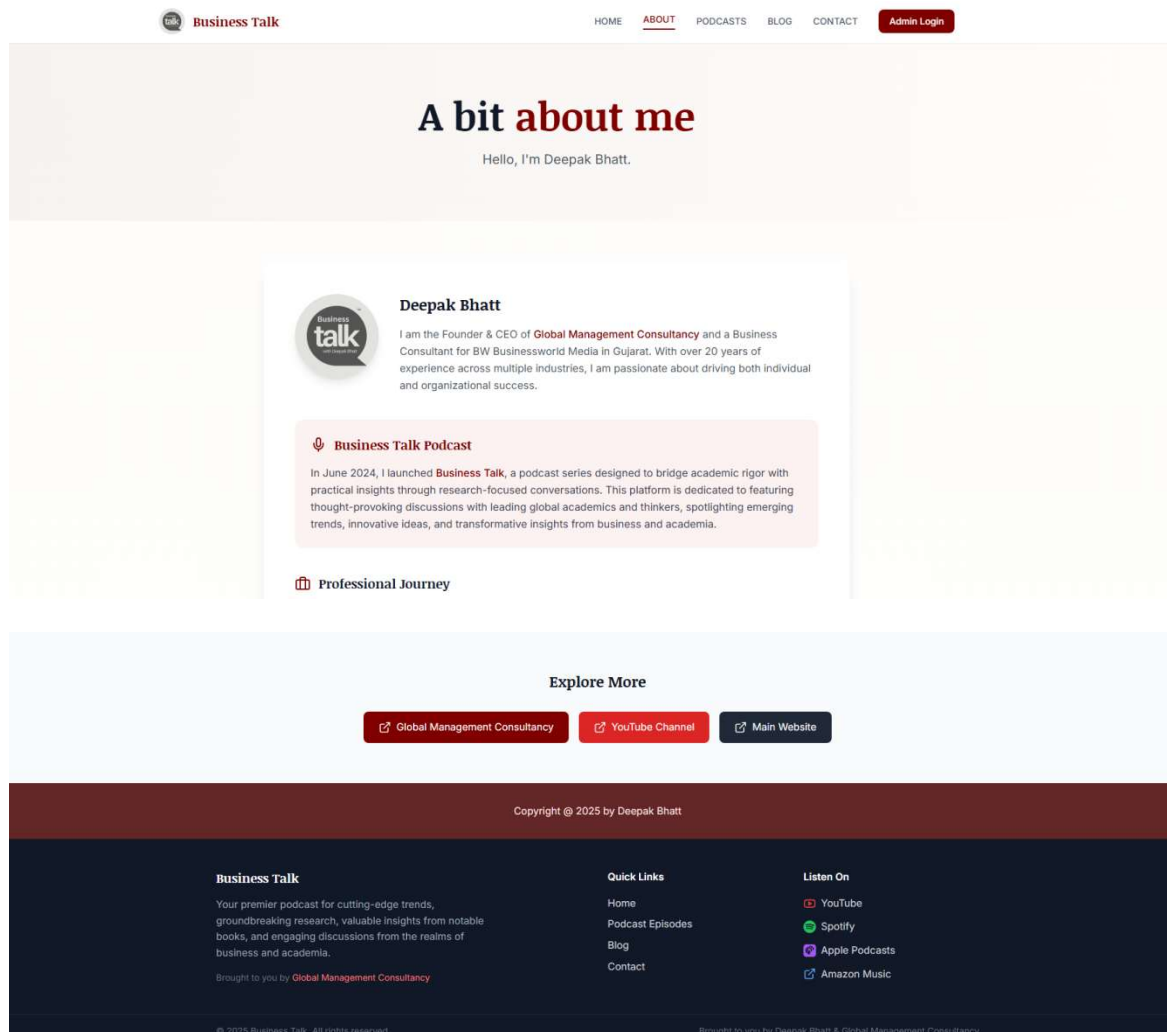 talk
Business Talk
HOME
ABOUT
PODCASTS
BLOG
CONTACT
Admin Login
A bit about me
Hello, I'm Deepak Bhatt.
Business
talk
with Deepak Bhatt
Deepak Bhatt
I am the Founder & CEO of Global Management Consultancy and a Business
Consultant for BW Businessworld Media in Gujarat. With over 20 years of
experience across multiple industries, I am passionate about driving both individual
and organizational success.
Business Talk Podcast
In June 2024, I launched Business Talk, a podcast series designed to bridge academic rigor with
practical insights through research-focused conversations. This platform is dedicated to featuring
thought-provoking discussions with leading global academics and thinkers, spotlighting emerging
trends, innovative ideas, and transformative insights from business and academia.
Professional Journey
Explore More
Global Management Consultancy
YouTube Channel
Main Website
Copyright @ 2025 by Deepak Bhatt
Business Talk
Your premier podcast for cutting-edge trends,
groundbreaking research, valuable insights from notable
books, and engaging discussions from the realms of
business and academia.
Brought to you by Global Management Consultancy
Quick Links
Home
Podcast Episodes
Blog
Contact
Listen On
YouTube
Spotify
Apple Podcasts
Amazon Music
© 2025 Business Talk. All rights reserved.
Brought to you by Deepak Bhatt & Global Management Consultancy